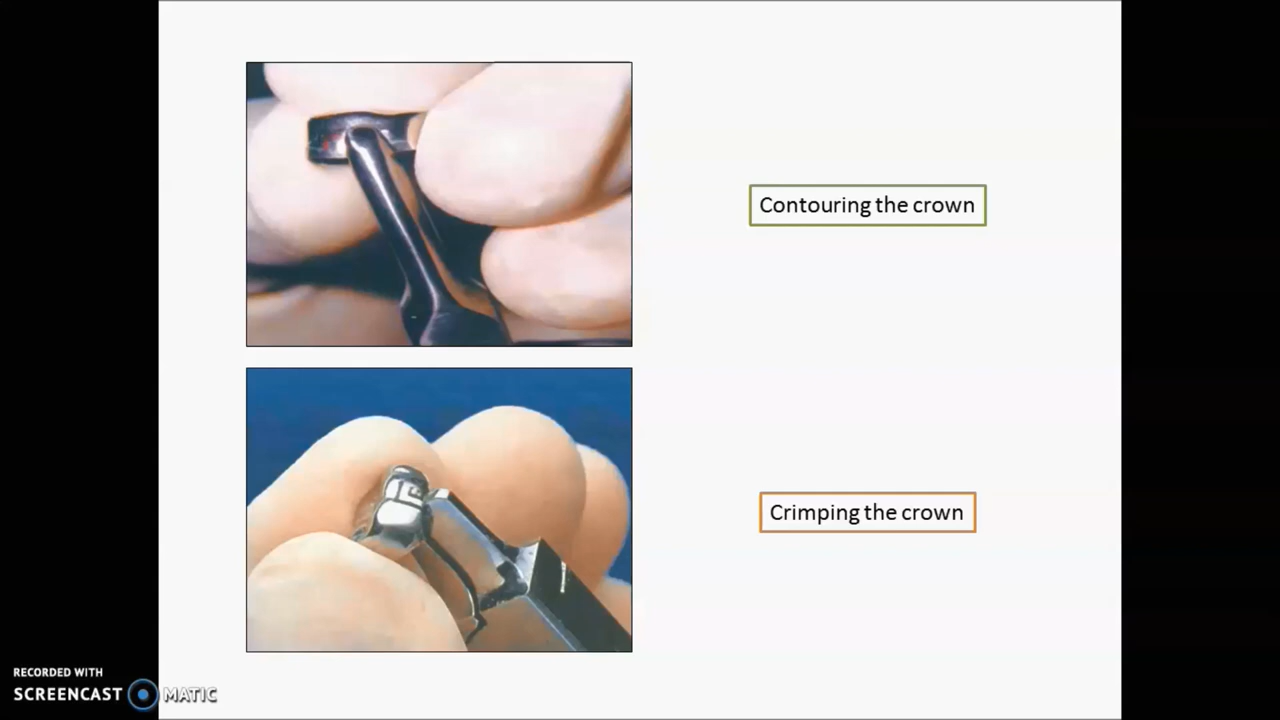 Contouring the crown
Crimping the crown
RECORDED WITH
SCREENCAST MATIC